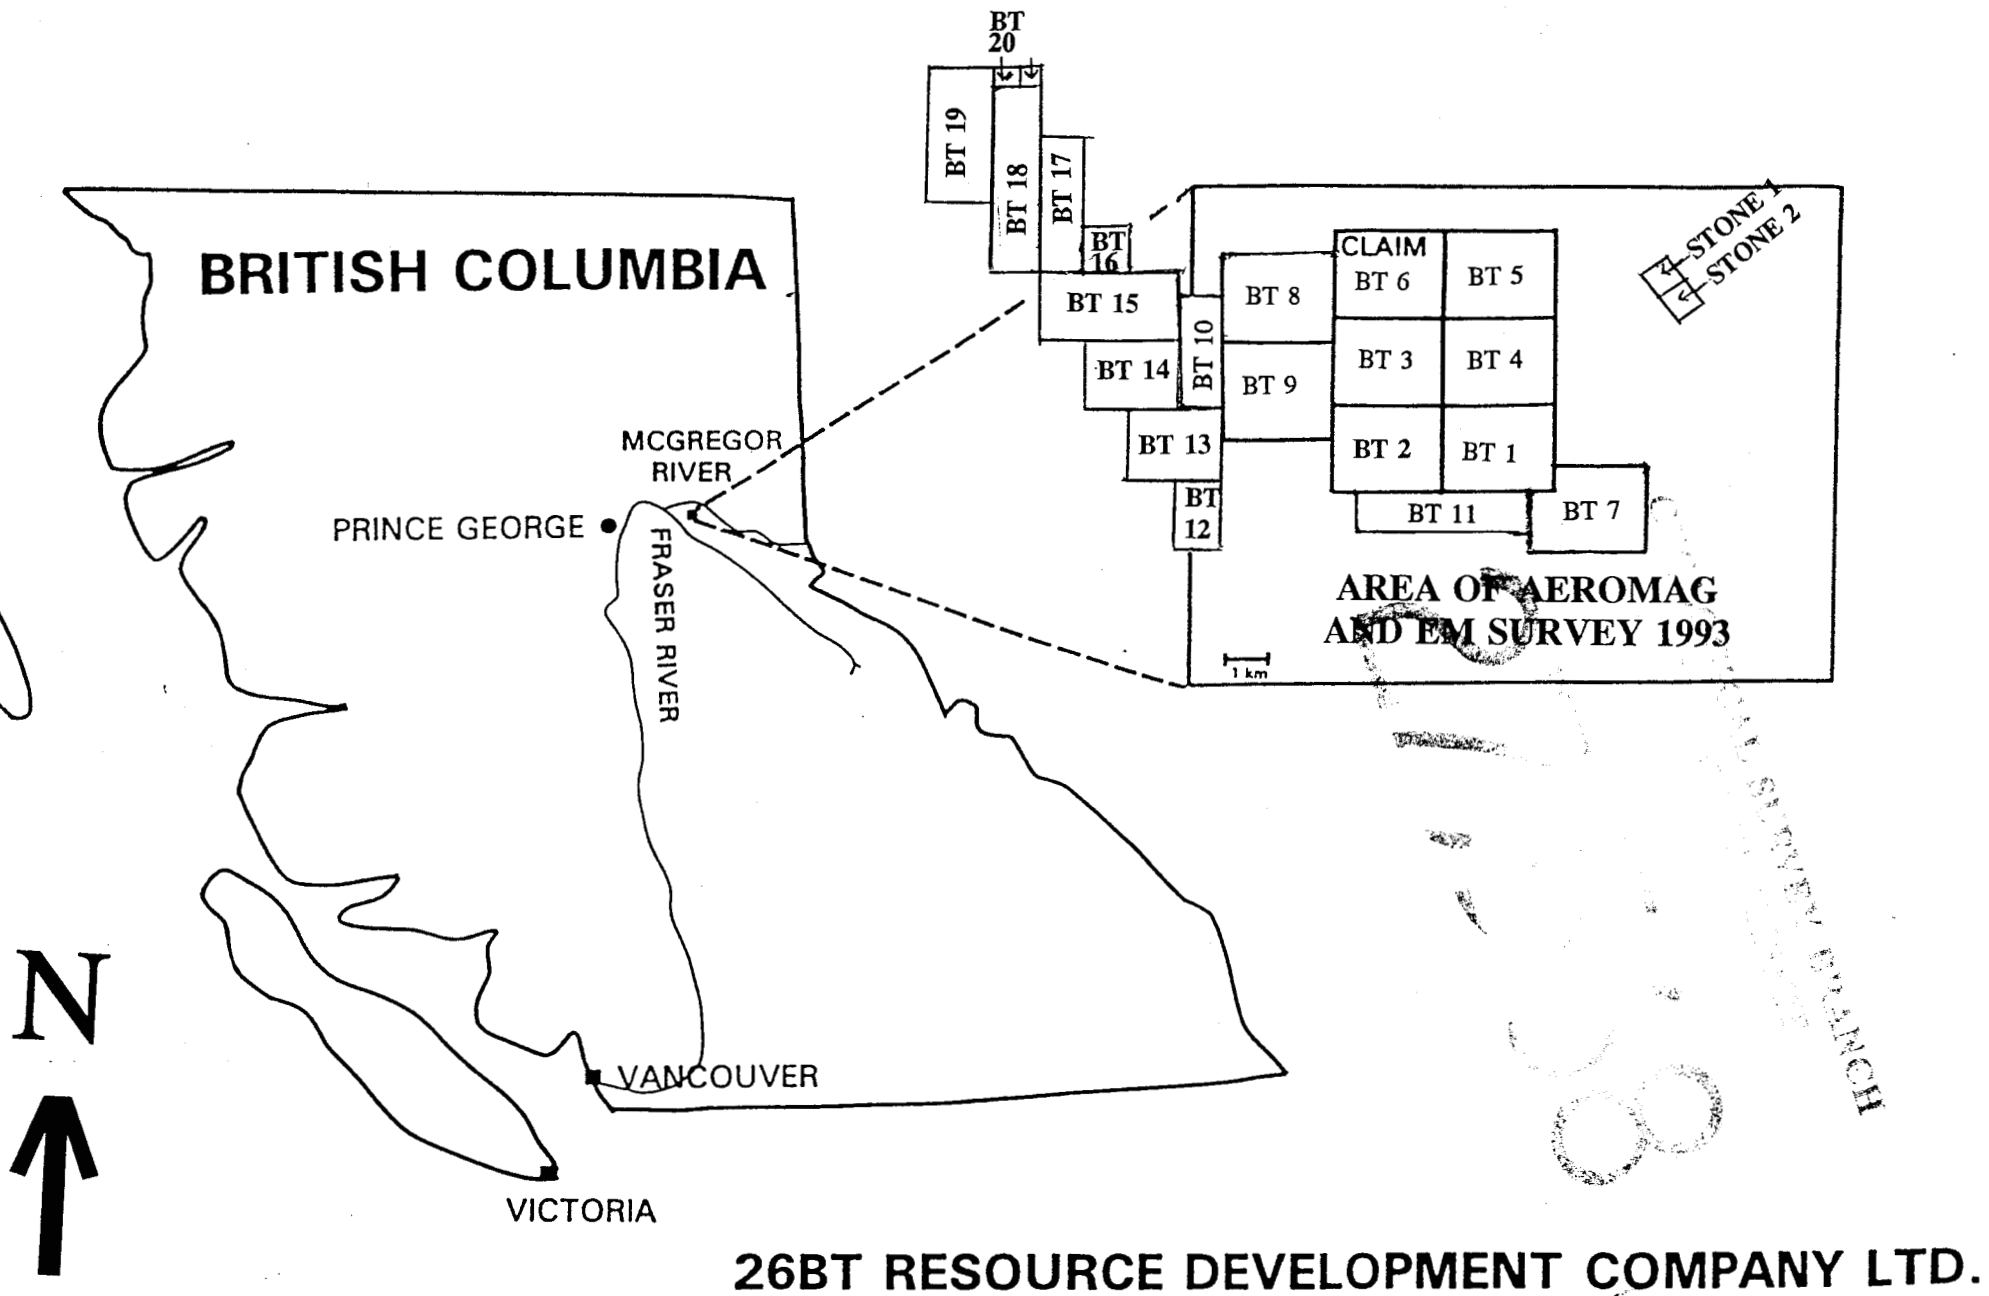 BT
20
BT 19
BT 18
BT 17
BT
16
BT 15
BT 14
BT 10
BT 13
BT
12
BT 8
BT 9
CLAIM
BT 6
BT 5
BT 3
BT 4
BT 2
BT 1
BT 11
BT 7
STONE 1
STONE 2
AREA OF AEROMAG
AND EM SURVEY 1993
1 km
BRITISH COLUMBIA
MCGREGOR
RIVER
PRINCE GEORGE
FRASER RIVER
VANCOUVER
VICTORIA
N
SURVEY BRANCH
26BT RESOURCE DEVELOPMENT COMPANY LTD.